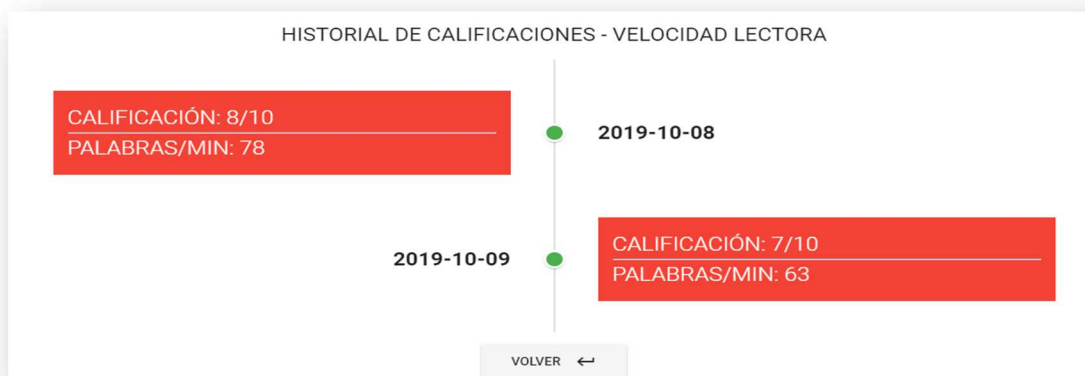 HISTORIAL DE CALIFICACIONES - VELOCIDAD LECTORA
CALIFICACIÓN: 8/10
PALABRAS/MIN: 78
2019-10-08
2019-10-09
CALIFICACIÓN: 7/10
PALABRAS/MIN: 63
VOLVER